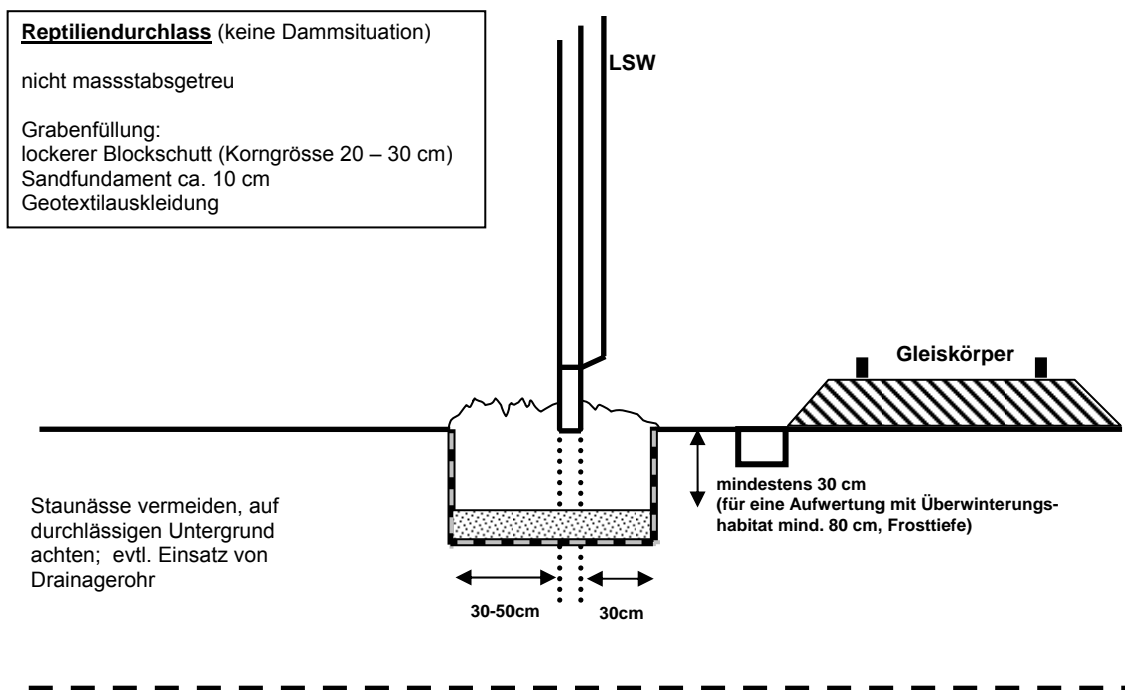 Reptiliendurchlass (keine Dammsituation)
nicht massstabsgetreu
Grabenfüllung:
lockerer Blockschutt (Korngrösse 20 – 30 cm)
Sandfundament ca. 10 cm
Geotextilauskleidung
LSW
Gleiskörper
mindestens 30 cm
(für eine Aufwertung mit Überwinterungs-
habitat mind. 80 cm, Frosttiefe)
Staunässe vermeiden, auf
durchlässigen Untergrund
achten; evtl. Einsatz von
Drainagerohr
30-50cm
30cm